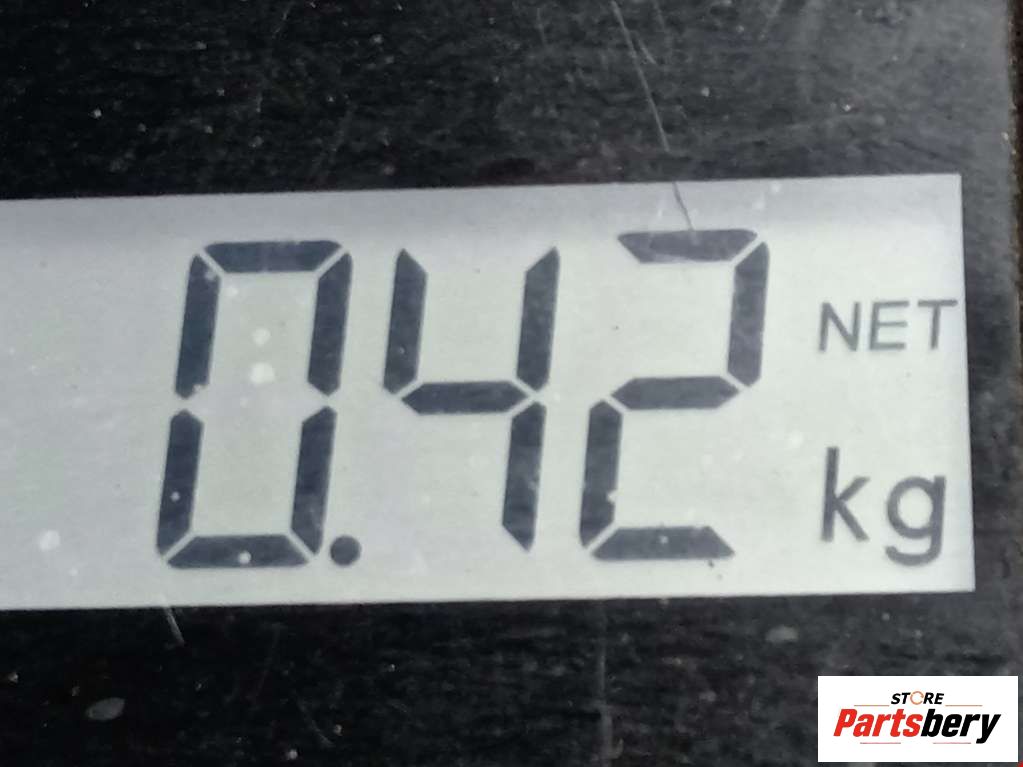 0.42 NET
kg
STORE
Partsbery